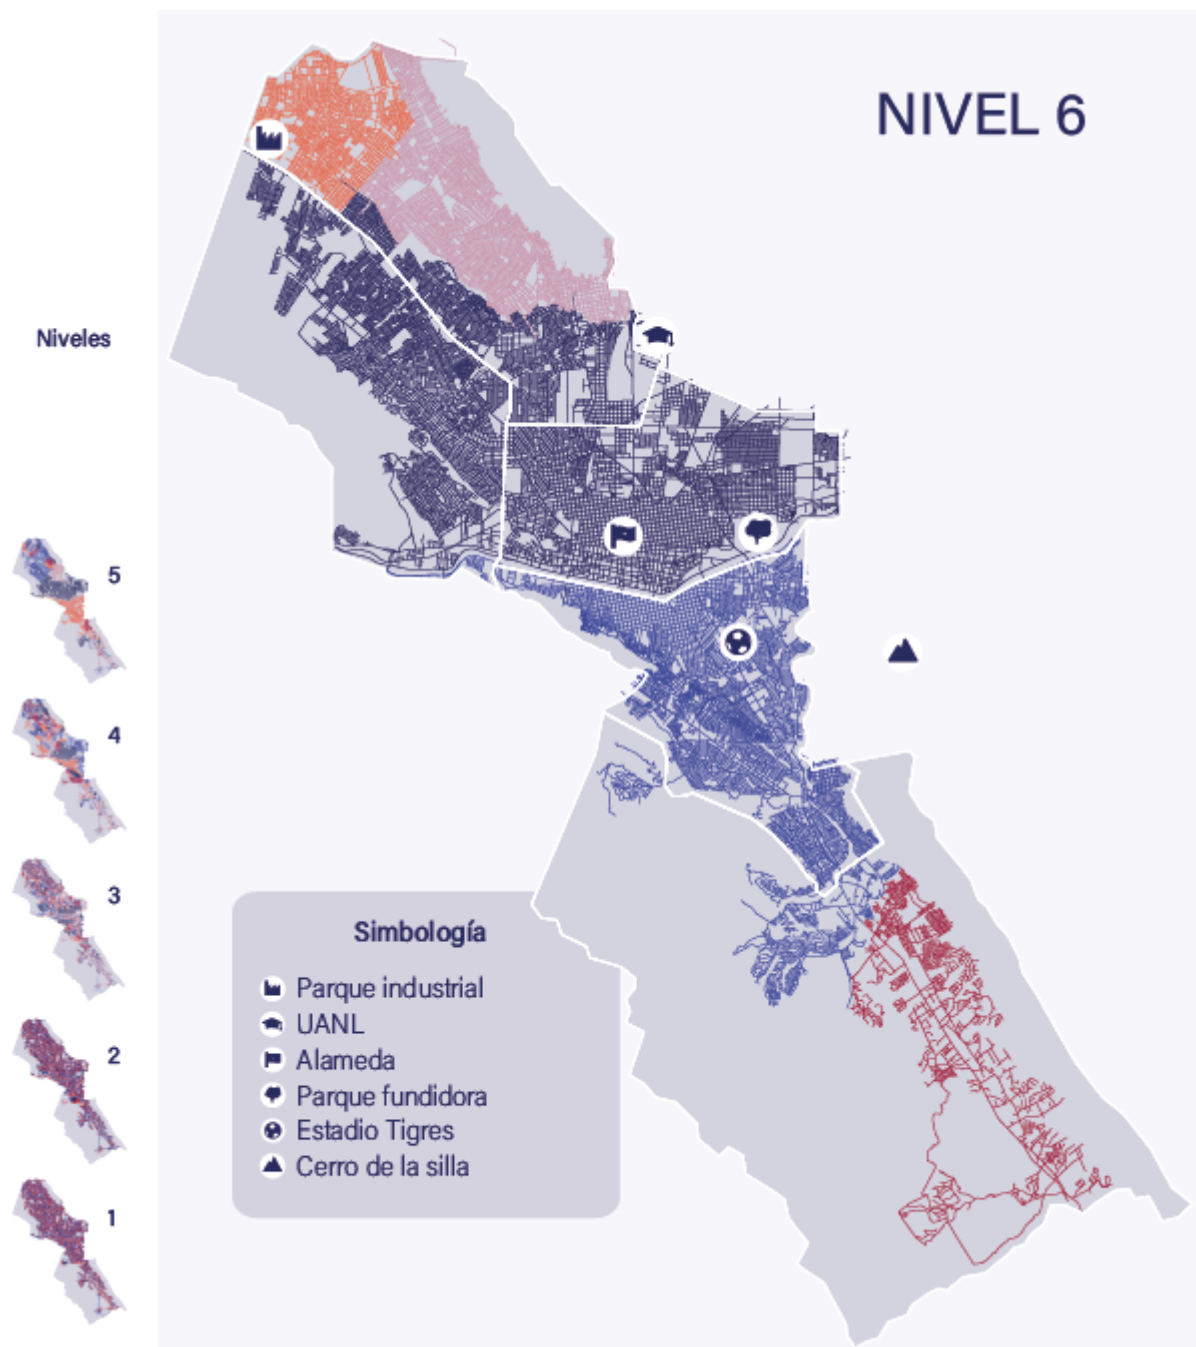 NIVEL 6
Niveles
5
4
3
2
1
Simbología
Parque industrial
UANL
Alameda
Parque fundidora
Estadio Tigres
Cerro de la silla